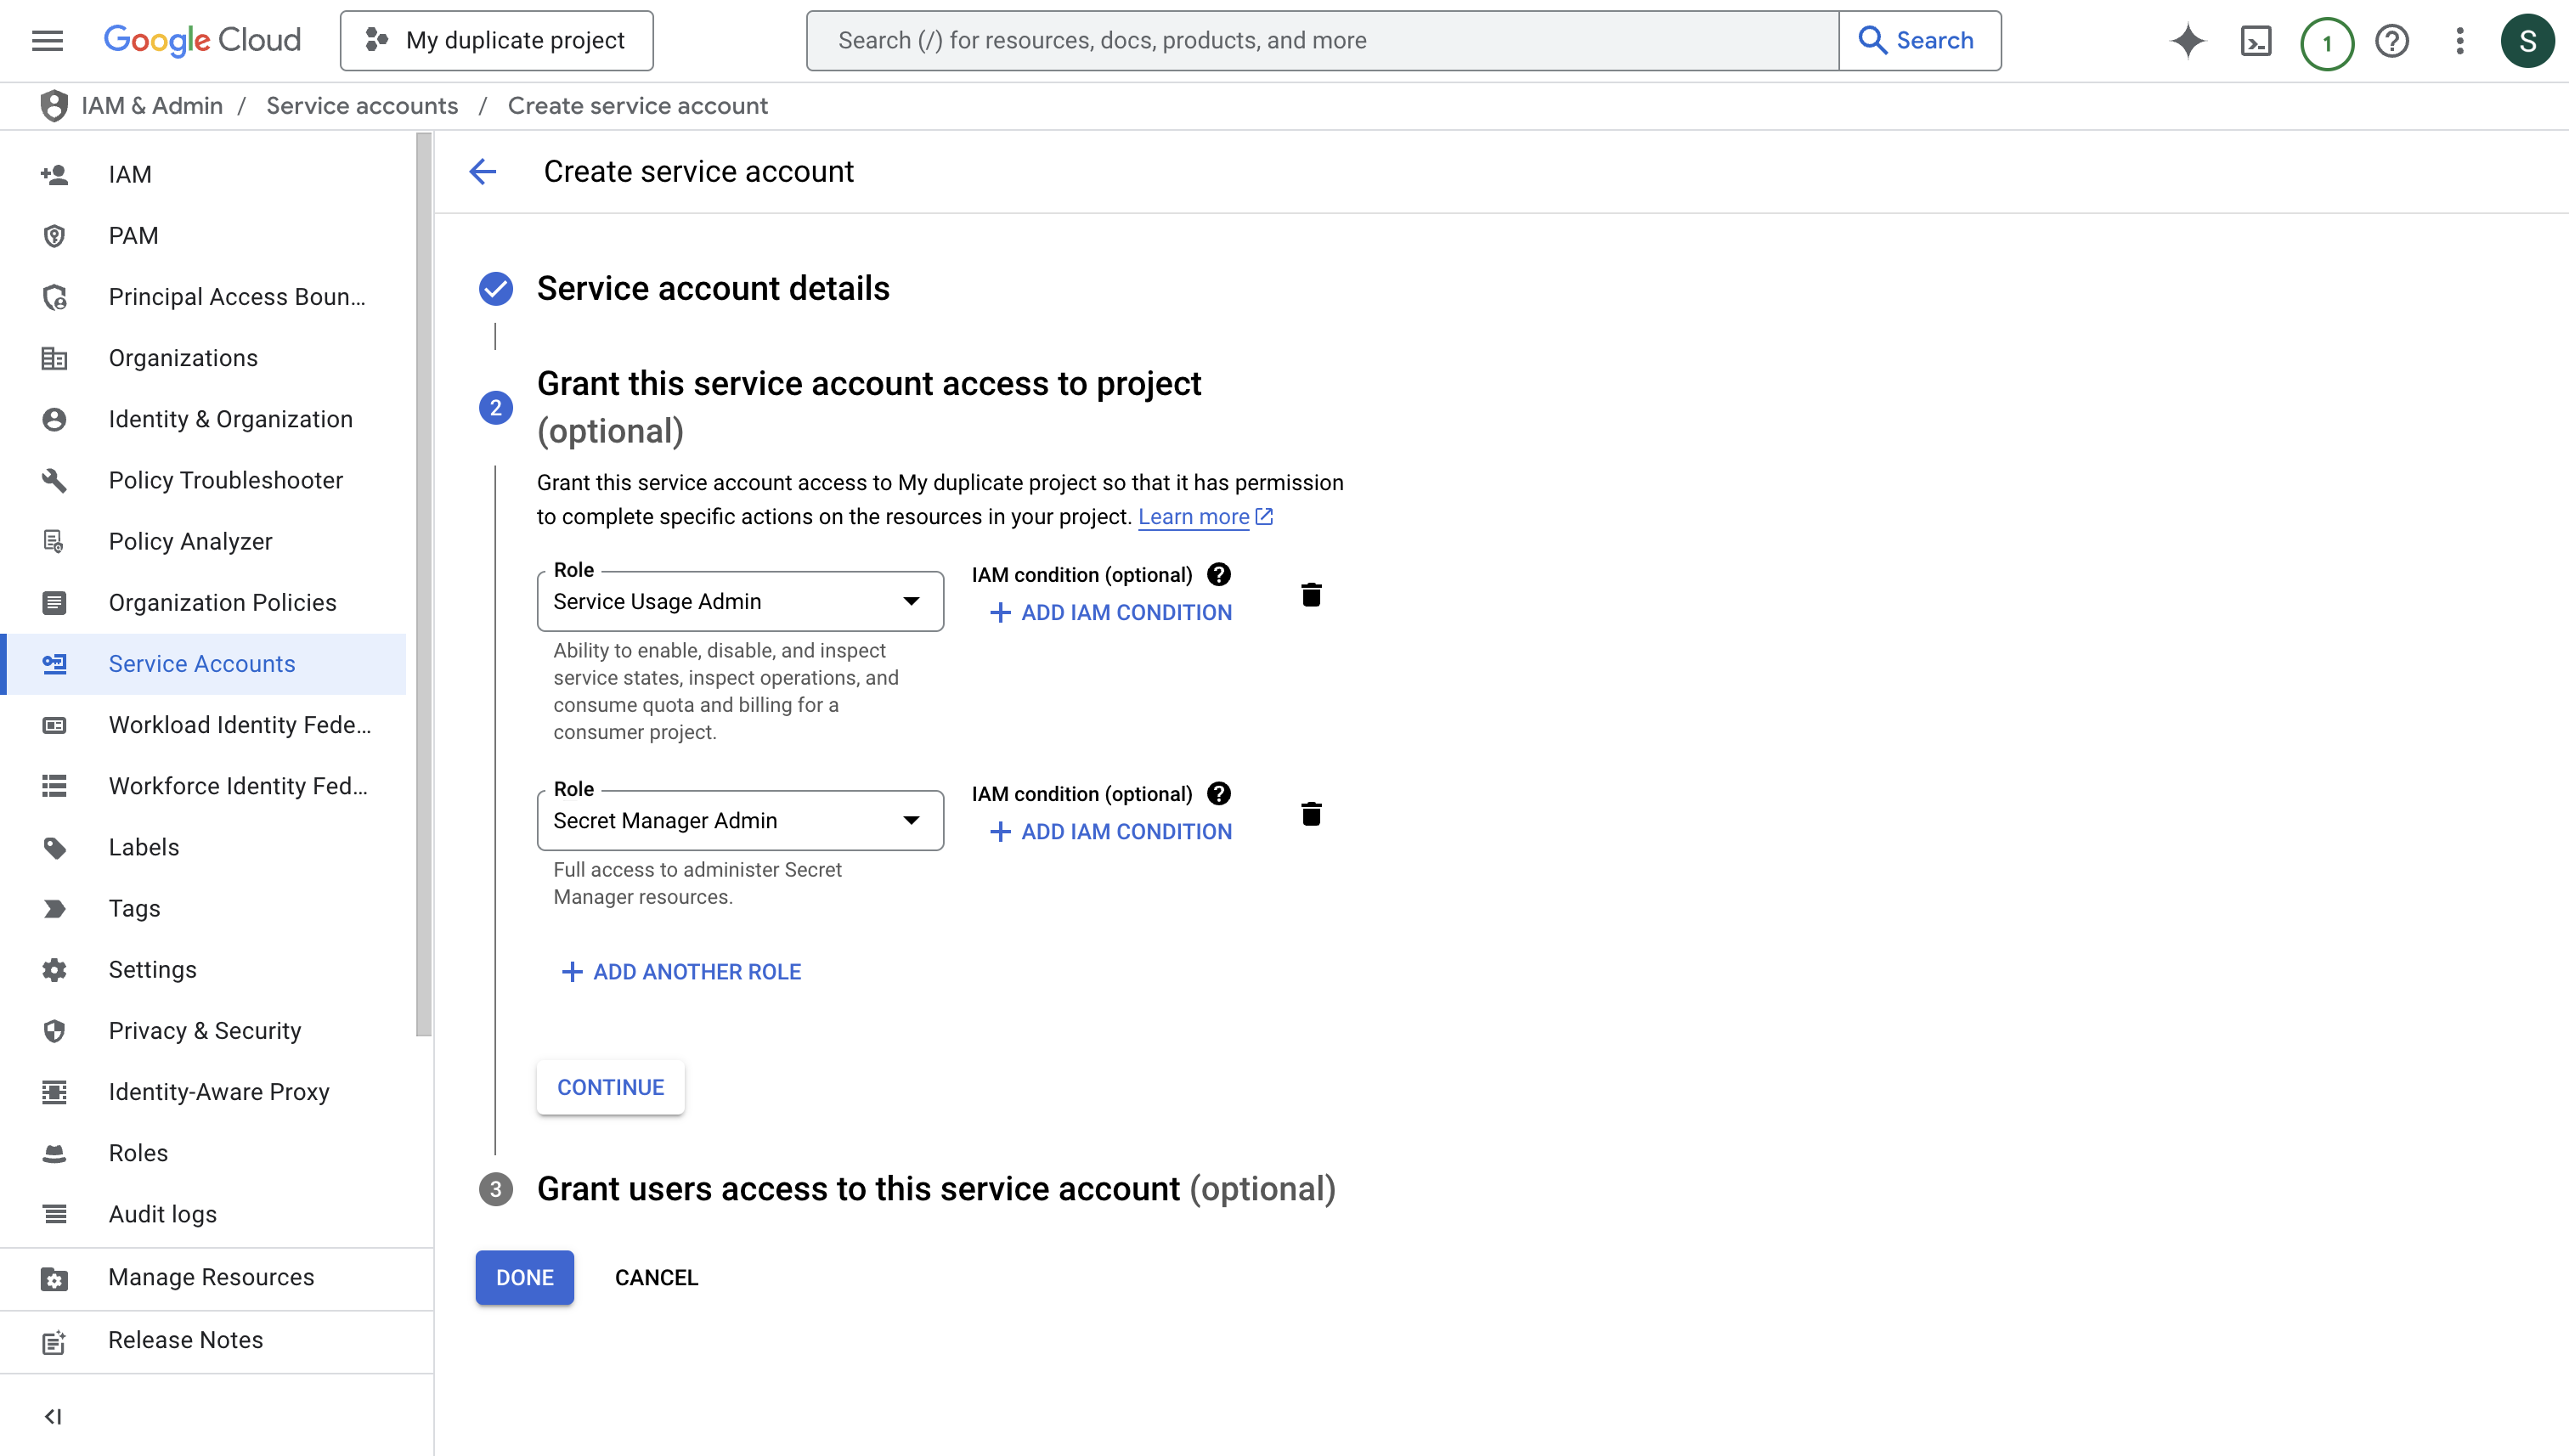 Google Cloud
My duplicate project
Search (/) for resources, docs, products, and more
Search
1
S
IAM & Admin / Service accounts / Create service account
IAM
PAM
Principal Access Boun...
Organizations
Identity & Organization
Policy Troubleshooter
Policy Analyzer
Organization Policies
Service Accounts
Workload Identity Fede...
Workforce Identity Fed...
Labels
Tags
Settings
Privacy & Security
Identity-Aware Proxy
Roles
Audit logs
Manage Resources
Release Notes
Create service account
Service account details
2
Grant this service account access to project
(optional)
Grant this service account access to My duplicate project so that it has permission
to complete specific actions on the resources in your project. Learn more
Role
Service Usage Admin
IAM condition (optional)
ADD IAM CONDITION
Ability to enable, disable, and inspect
service states, inspect operations, and
consume quota and billing for a
consumer project.
Role
Secret Manager Admin
IAM condition (optional)
ADD IAM CONDITION
Full access to administer Secret
Manager resources.
ADD ANOTHER ROLE
CONTINUE
3
Grant users access to this service account (optional)
DONE
CANCEL